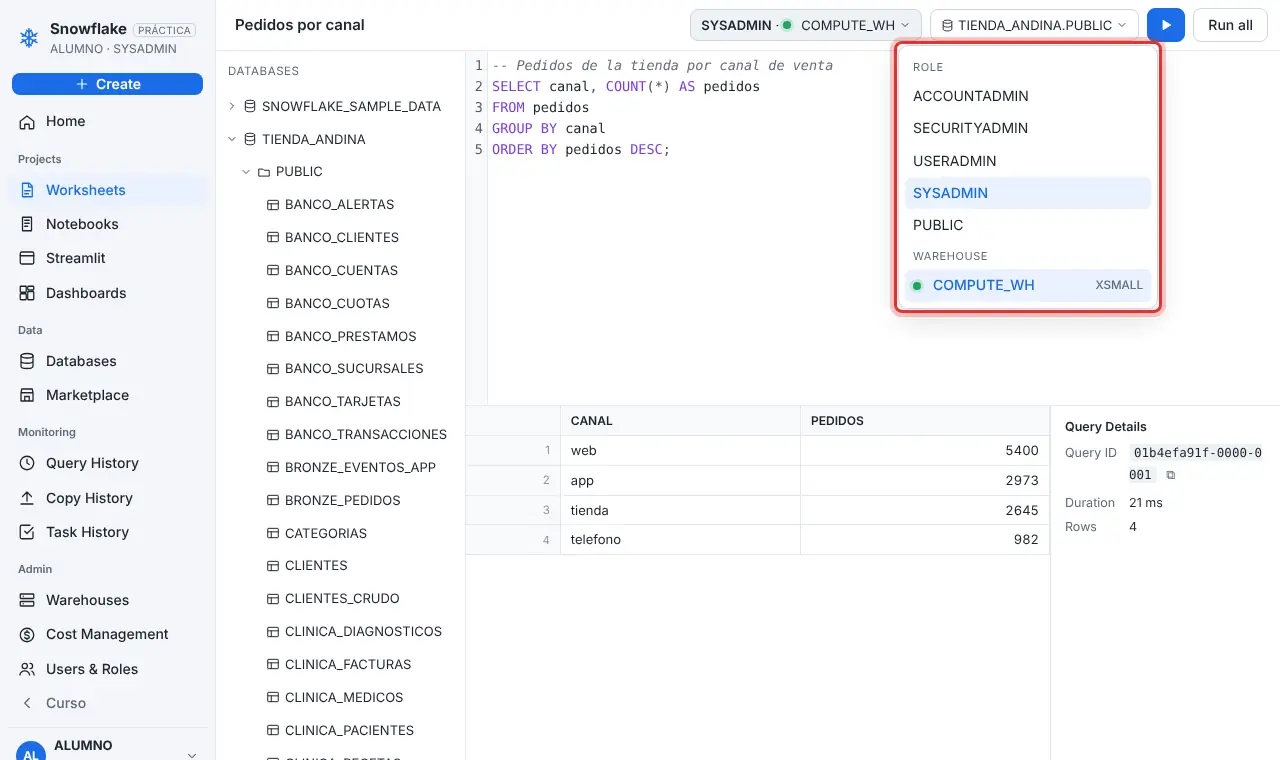 Snowflake PRÁCTICA
ALUMNO · SYSADMIN
+ Create
Home
Projects
Worksheets
Notebooks
Streamlit
Dashboards
Data
Databases
Marketplace
Monitoring
Query History
Copy History
Task History
Admin
Warehouses
Cost Management
Users & Roles
Curso
AL ALUMNO
Pedidos por canal
SYSADMIN · COMPUTE_WH
TIENDA_ANDINA.PUBLIC
Run all
DATABASES
SNOWFLAKE_SAMPLE_DATA
TIENDA_ANDINA
PUBLIC
BANCO_ALERTAS
BANCO_CLIENTES
BANCO_CUENTAS
BANCO_CUOTAS
BANCO_PRESTAMOS
BANCO_SUCURSALES
BANCO_TARJETAS
BANCO_TRANSACCIONES
BRONZE_EVENTOS_APP
BRONZE_PEDIDOS
CATEGORIAS
CLIENTES
CLIENTES_CRUDO
CLINICA_DIAGNOSTICOS
CLINICA_FACTURAS
CLINICA_MEDICOS
CLINICA_PACIENTES
1 -- Pedidos de la tienda por canal de venta
2 SELECT canal, COUNT(*) AS pedidos
3 FROM pedidos
4 GROUP BY canal
5 ORDER BY pedidos DESC;
ROLE
ACCOUNTADMIN
SECURITYADMIN
USERADMIN
SYSADMIN
PUBLIC
WAREHOUSE
COMPUTE_WH XSMALL
CANAL PEDIDOS
1 web 5400
2 app 2973
3 tienda 2645
4 telefono 982
Query Details
Query ID 01b4efa91f-0000-0
001
Duration 21 ms
Rows 4